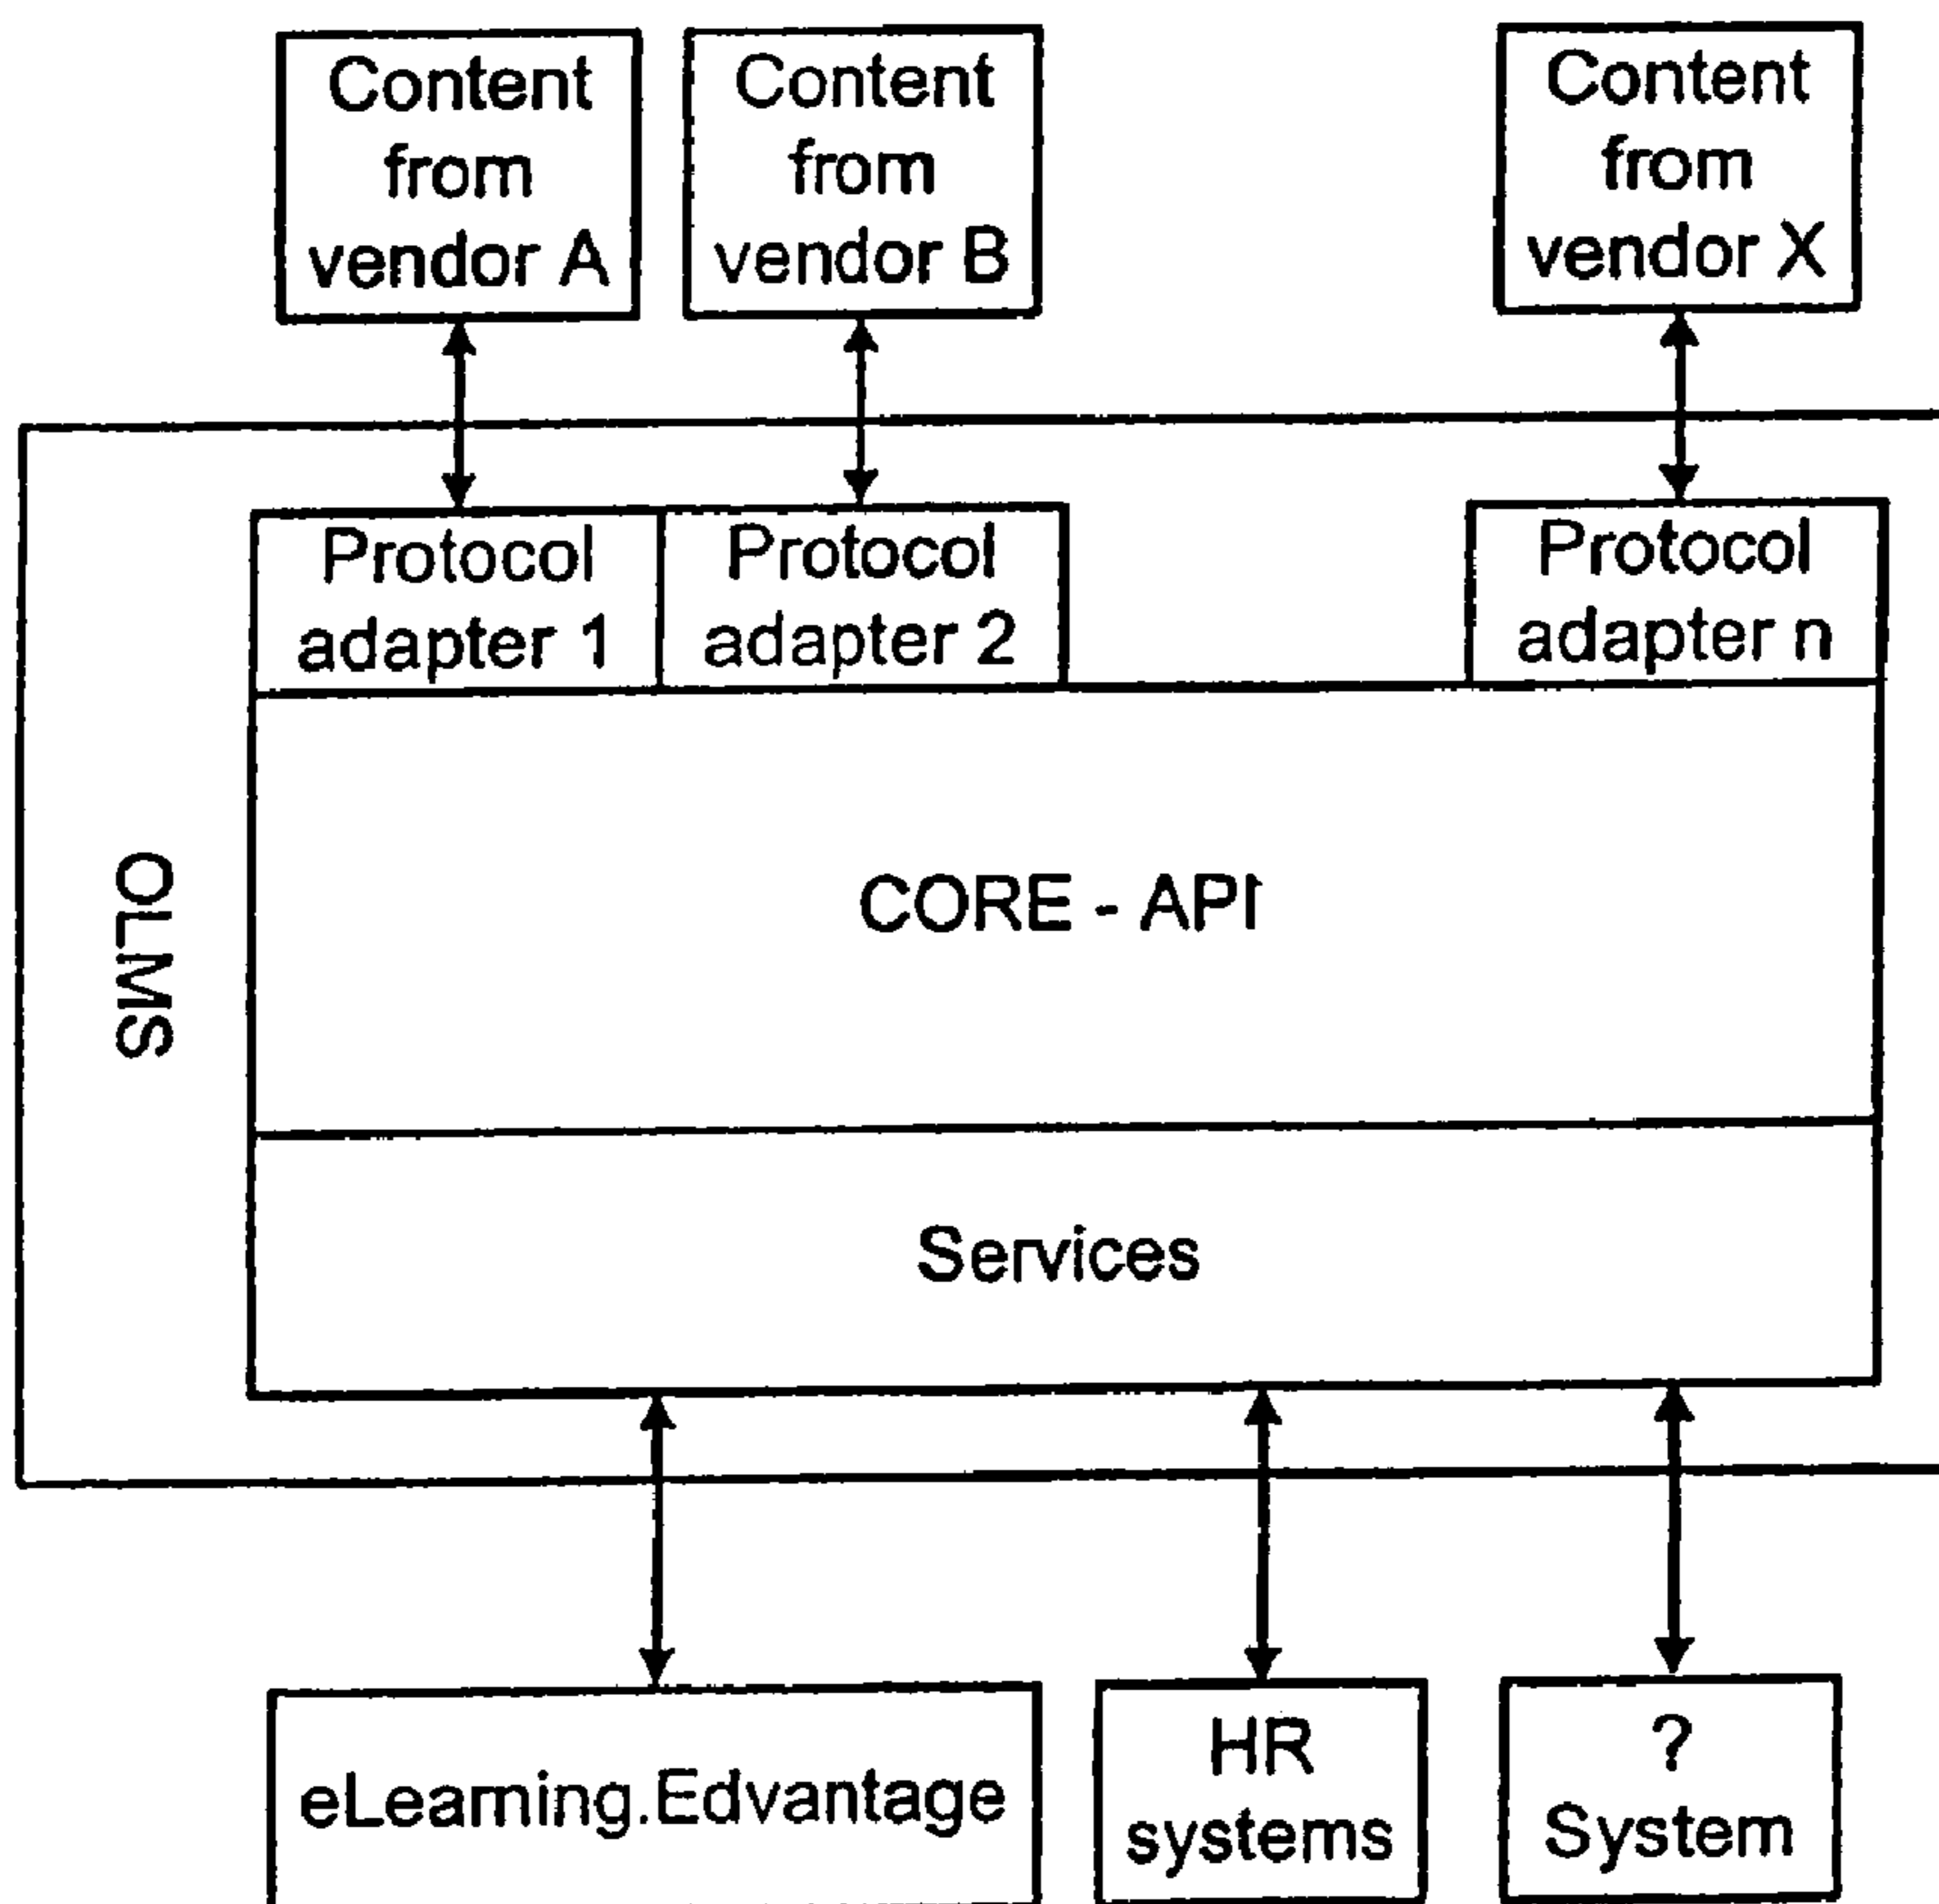 Content
from
vendor A
Content
from
vendor B
Content
from
vendor X
Protocol
adapter 1
Protocol
adapter 2
Protocol
adapter n
CORE - API
OLMS
Services
eLearning.Edvantage
HR
systems
?
System